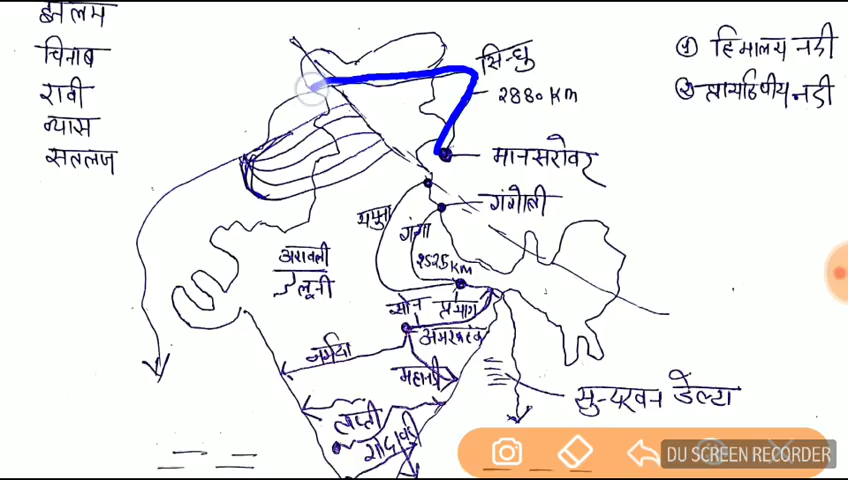 झेलम
चिनाब
रावी
ब्यास
सतलज
सिन्धु
2880 KM
मानसरोवर
गंगोत्री
① हिमालय नदी
② प्रायद्वीपीय नदी
यमुना
गंगा
2525 KM
अरावली
लूनी
सोन
प्रयाग
अमरकंटक
नर्मदा
महानदी
ताप्ती
गोदावरी
सुन्दरवन डेल्टा
DU SCREEN RECORDER